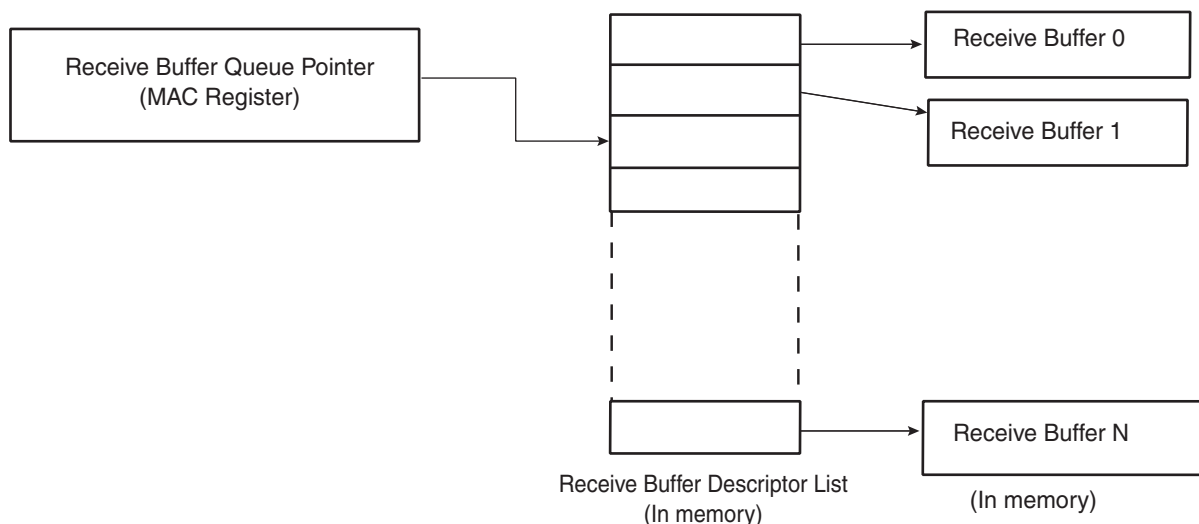 Receive Buffer Queue Pointer
(MAC Register)
Receive Buffer 0
Receive Buffer 1
Receive Buffer N
Receive Buffer Descriptor List
(In memory)
(In memory)